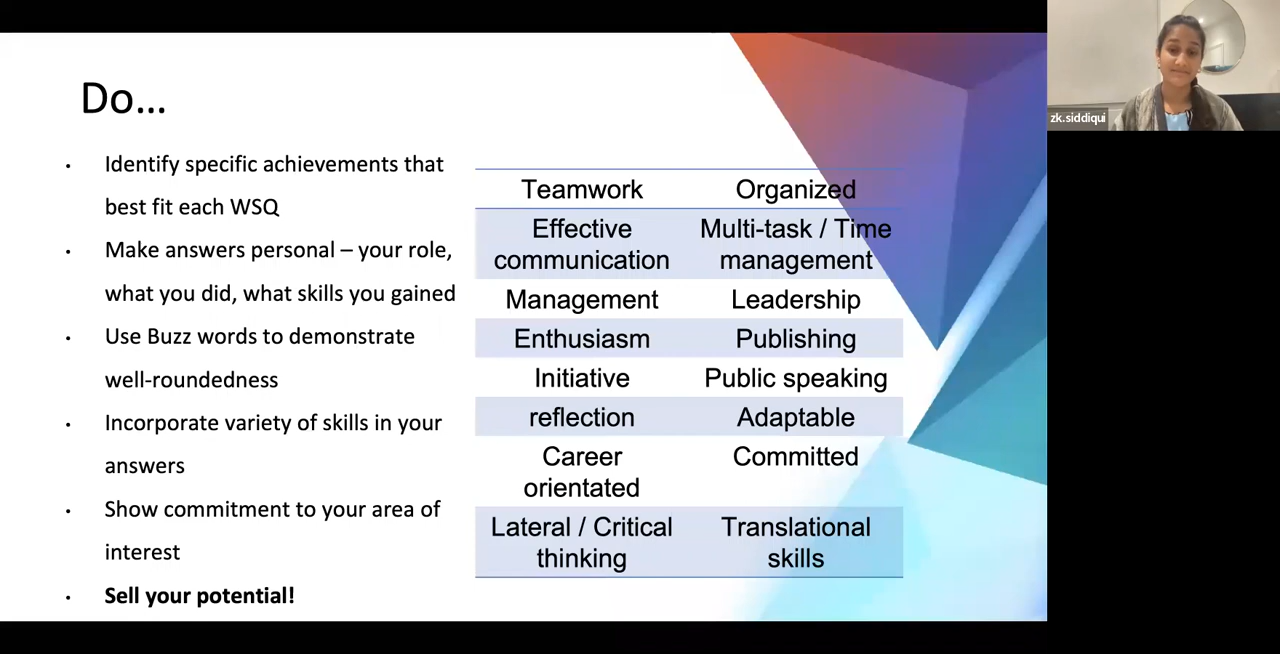 Do...
Identify specific achievements that
best fit each WSQ
Make answers personal – your role,
what you did, what skills you gained
Use Buzz words to demonstrate
well-roundedness
Incorporate variety of skills in your
answers
Show commitment to your area of
interest
Sell your potential!
Teamwork Organized
Effective Multi-task / Time
communication management
Management Leadership
Enthusiasm Publishing
Initiative Public speaking
reflection Adaptable
Career Committed
orientated
Lateral / Critical Translational
thinking skills
zk.siddiqui